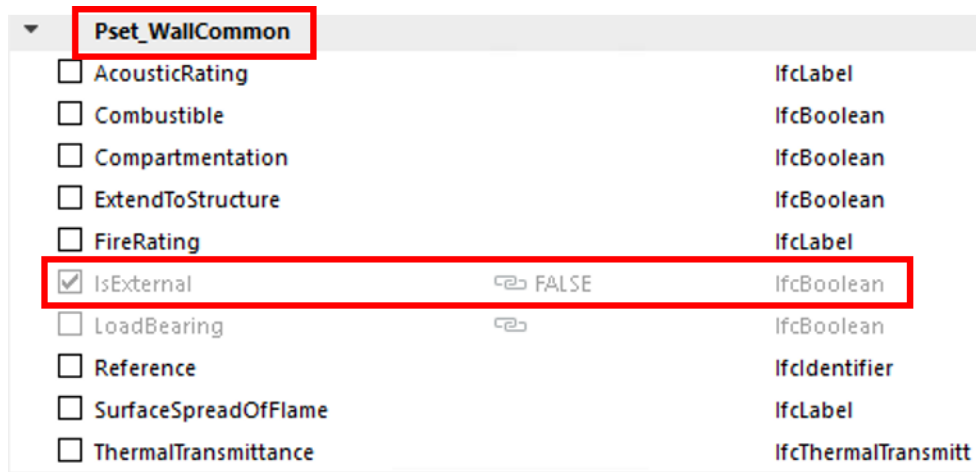 Pset_WallCommon
AcousticRating IfcLabel
Combustible IfcBoolean
Compartmentation IfcBoolean
ExtendToStructure IfcBoolean
FireRating IfcLabel
IsExternal FALSE IfcBoolean
LoadBearing IfcBoolean
Reference IfcIdentifier
SurfaceSpreadOfFlame IfcLabel
ThermalTransmittance IfcThermalTransmitt